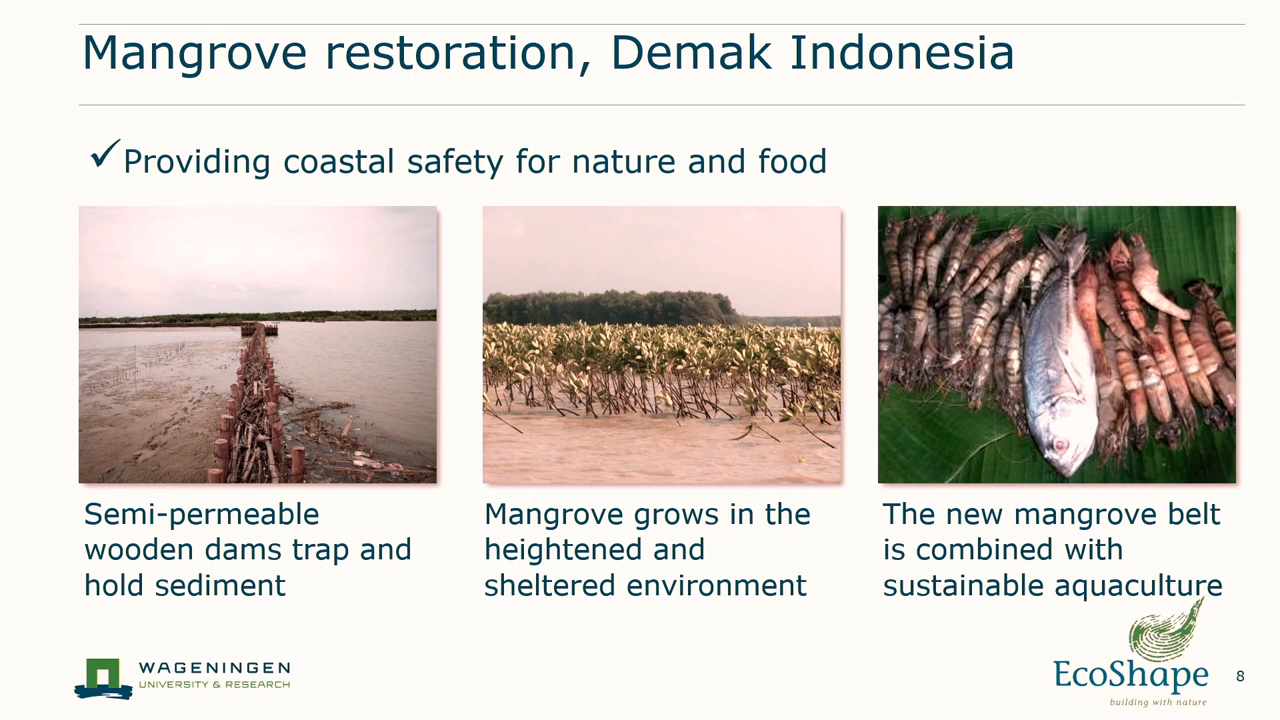 Mangrove restoration, Demak Indonesia
✓Providing coastal safety for nature and food
Semi-permeable
wooden dams trap and
hold sediment
Mangrove grows in the
heightened and
sheltered environment
The new mangrove belt
is combined with
sustainable aquaculture
WAGENINGEN
UNIVERSITY & RESEARCH
EcoShape
building with nature
8